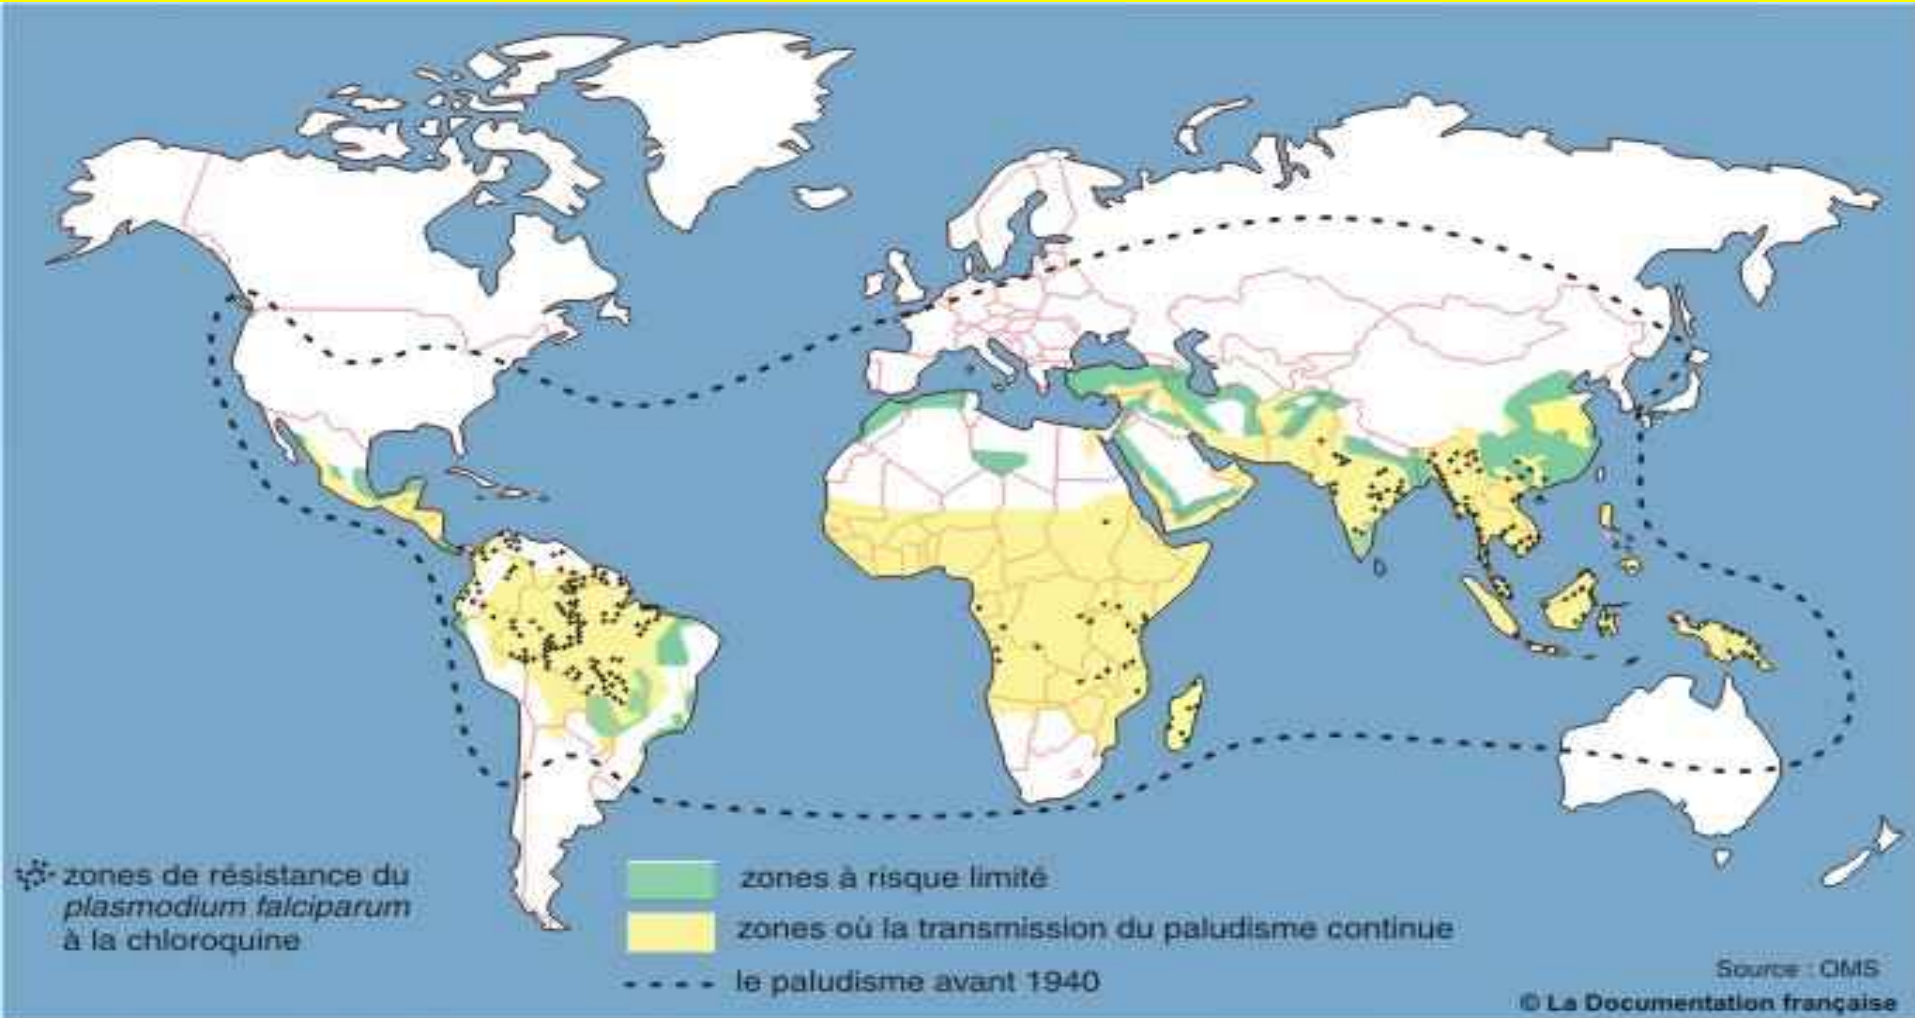 zones de résistance du
plasmodium falciparum
à la chloroquine
zones à risque limité
zones où la transmission du paludisme continue
le paludisme avant 1940
Source : OMS
© La Documentation française